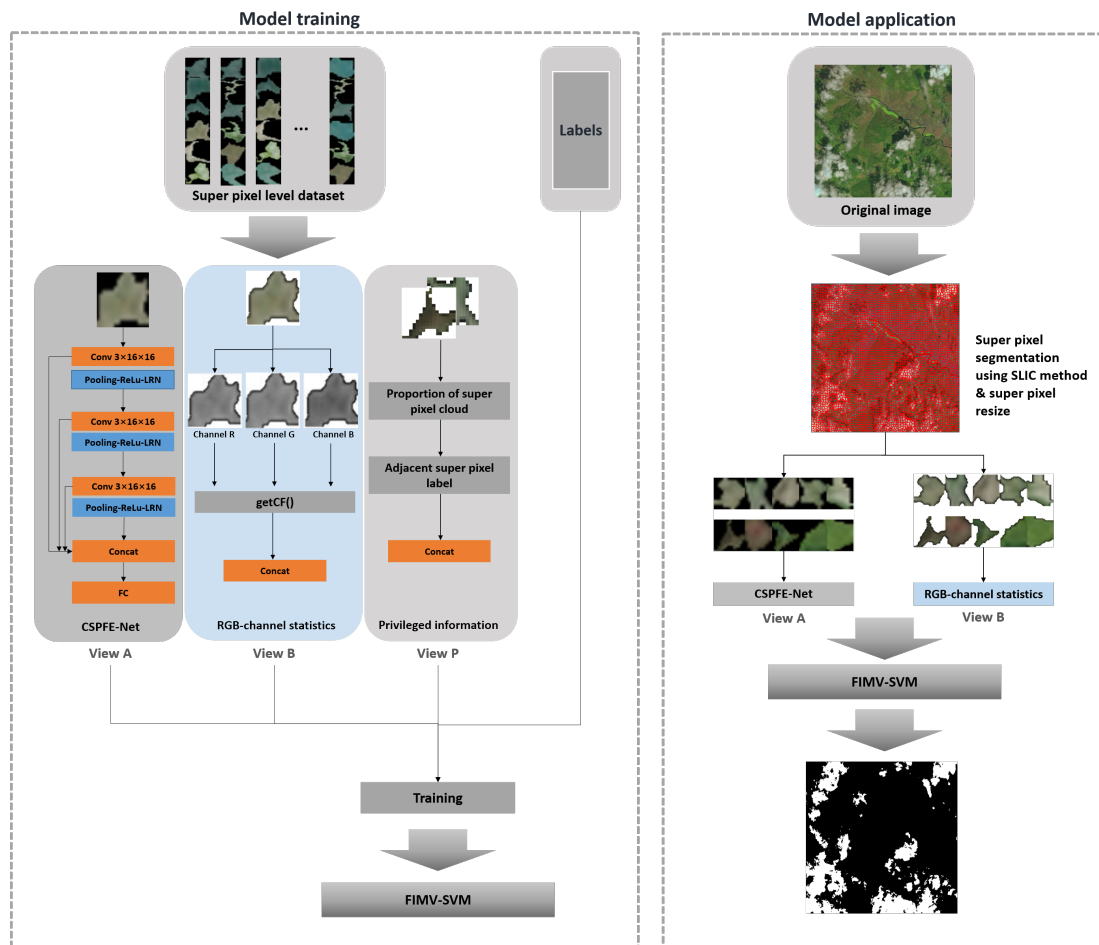 Model training
Super pixel level dataset
...
Labels
Conv 3×16×16
Pooling-ReLu-LRN
Conv 3×16×16
Pooling-ReLu-LRN
Conv 3×16×16
Pooling-ReLu-LRN
Concat
FC
CSPFE-Net
View A
Channel R
Channel G
Channel B
getCF()
Concat
RGB-channel statistics
View B
Proportion of super
pixel cloud
Adjacent super pixel
label
Concat
Privileged information
View P
Training
FIMV-SVM
Model application
Original image
Super pixel
segmentation
using SLIC method
& super pixel
resize
CSPFE-Net
View A
RGB-channel statistics
View B
FIMV-SVM